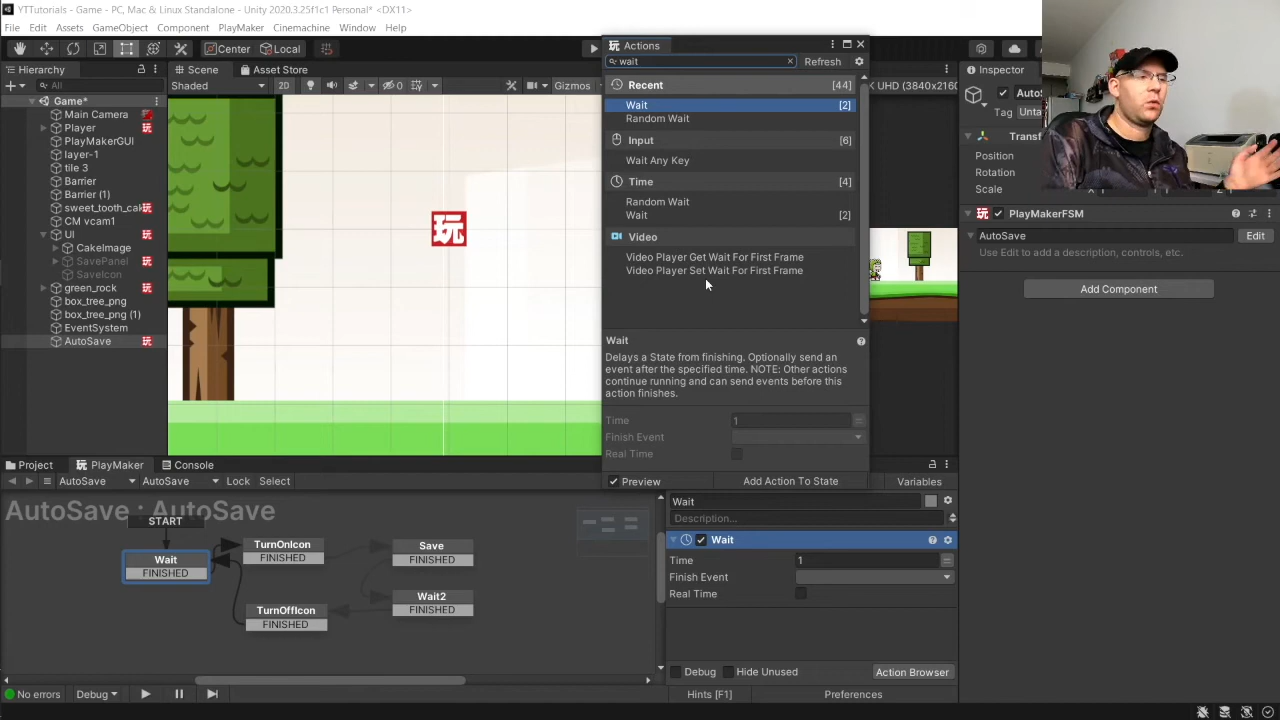 YTTutorials - Game - PC, Mac & Linux Standalone - Unity 2020.3.25f1c1 Personal* <DX11>
File Edit Assets GameObject Component PlayMaker Cinemachine Window Help
Center Local
Hierarchy
All
Game*
Main Camera
Player
PlayMakerGUI
layer-1
tile 3
Barrier
Barrier (1)
sweet_tooth_ca
CM vcam1
UI
CakeImage
SavePanel
SaveIcon
green_rock
box_tree_png
box_tree_png (1)
EventSystem
AutoSave
Scene Asset Store
Shaded 2D 0 Gizmos
玩
Actions
wait Refresh
Recent [44]
Wait [2]
Random Wait
Input [6]
Wait Any Key
Time [4]
Random Wait
Wait [2]
Video
Video Player Get Wait For First Frame
Video Player Set Wait For First Frame
Wait
Delays a State from finishing. Optionally send an
event after the specified time. NOTE: Other actions
continue running and can send events before this
action finishes.
Time 1
Finish Event
Real Time
Preview Add Action To State
UHD (3840x2160
Inspector
AutoS
Tag Unta
Transf
Position
Rotation
Scale
PlayMakerFSM
AutoSave Edit
Use Edit to add a description, controls, etc.
Add Component
Project PlayMaker Console
AutoSave AutoSave Lock Select
AutoSave : AutoSave
START
Wait
FINISHED
TurnOnIcon
FINISHED
Save
FINISHED
Wait2
FINISHED
TurnOffIcon
FINISHED
Variables
Wait
Description...
Wait
Time 1
Finish Event
Real Time
Debug Hide Unused Action Browser
No errors Debug Hints [F1] Preferences